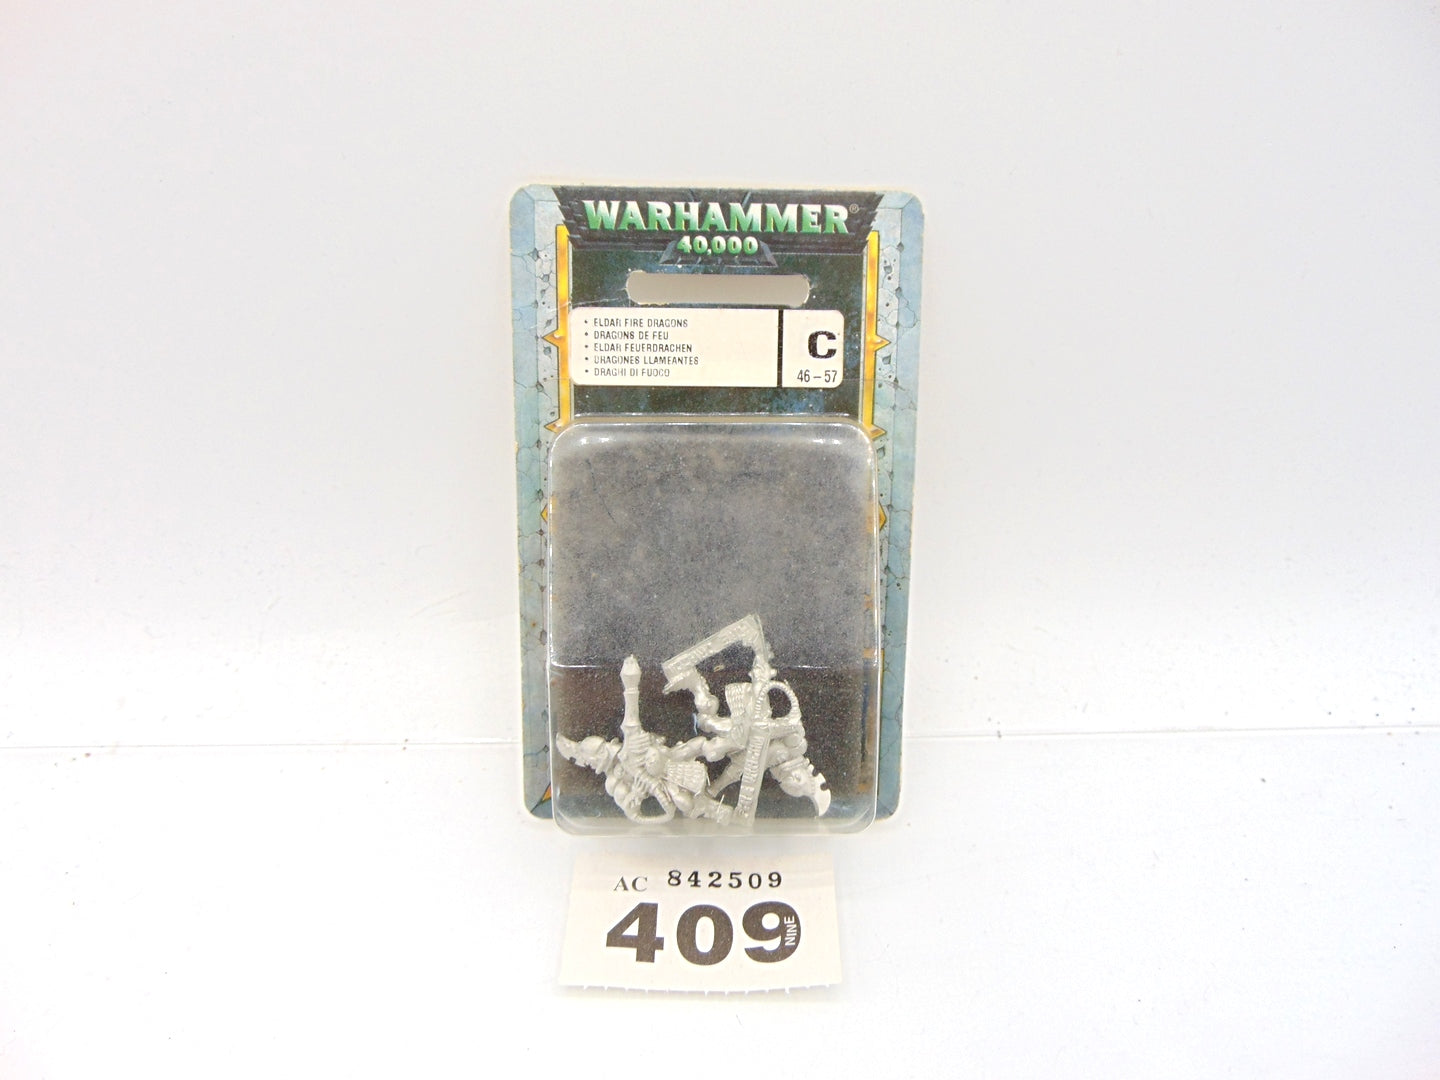 WARHAMMER®
40,000
• ELDAR FIRE DRAGONS
• DRAGONS DE FEU
• ELDAR FEUERDRACHEN
• DRAGONES LLAMEANTES
• DRAGHI DI FUOCO
C
46–57
AC 842509
409
NINE